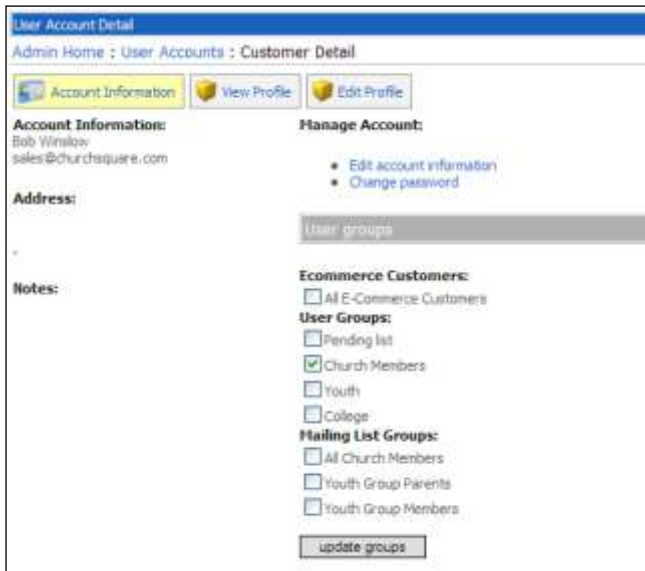 User Account Detail
Admin Home : User Accounts : Customer Detail
Account Information
View Profile
Edit Profile
Account Information:
Bob Winslow
sales@churchsquare.com
Address:
,
Notes:
Manage Account:
• Edit account information
• Change password
User groups
Ecommerce Customers:
All E-Commerce Customers
User Groups:
Pending list
Church Members
Youth
College
Mailing List Groups:
All Church Members
Youth Group Parents
Youth Group Members
update groups